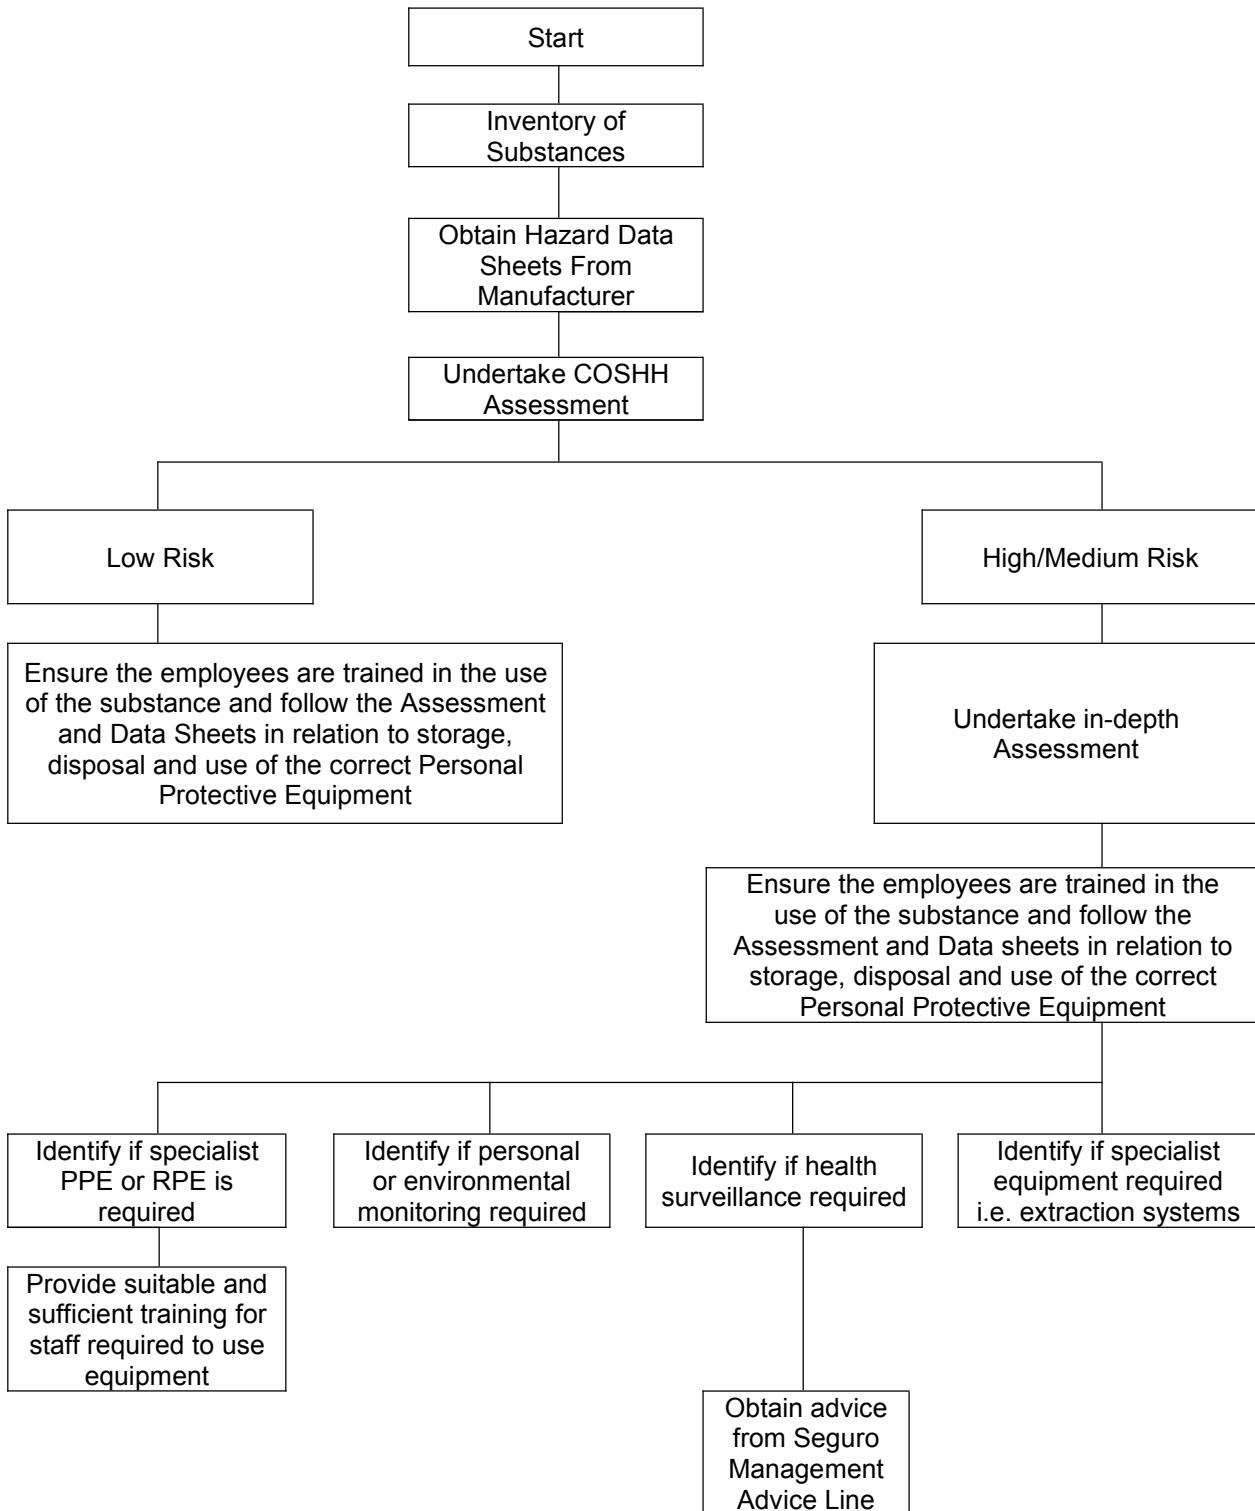 Start
Inventory of
Substances
Obtain Hazard Data
Sheets From
Manufacturer
Undertake COSHH
Assessment
Low Risk
High/Medium Risk
Ensure the employees are trained in the use
of the substance and follow the Assessment
and Data Sheets in relation to storage,
disposal and use of the correct Personal
Protective Equipment
Undertake in-depth
Assessment
Ensure the employees are trained in the
use of the substance and follow the
Assessment and Data sheets in relation to
storage, disposal and use of the correct
Personal Protective Equipment
Identify if specialist
PPE or RPE is
required
Identify if personal
or environmental
monitoring required
Identify if health
surveillance required
Identify if specialist
equipment required
i.e. extraction systems
Provide suitable and
sufficient training for
staff required to use
equipment
Obtain advice
from Seguro
Management
Advice Line